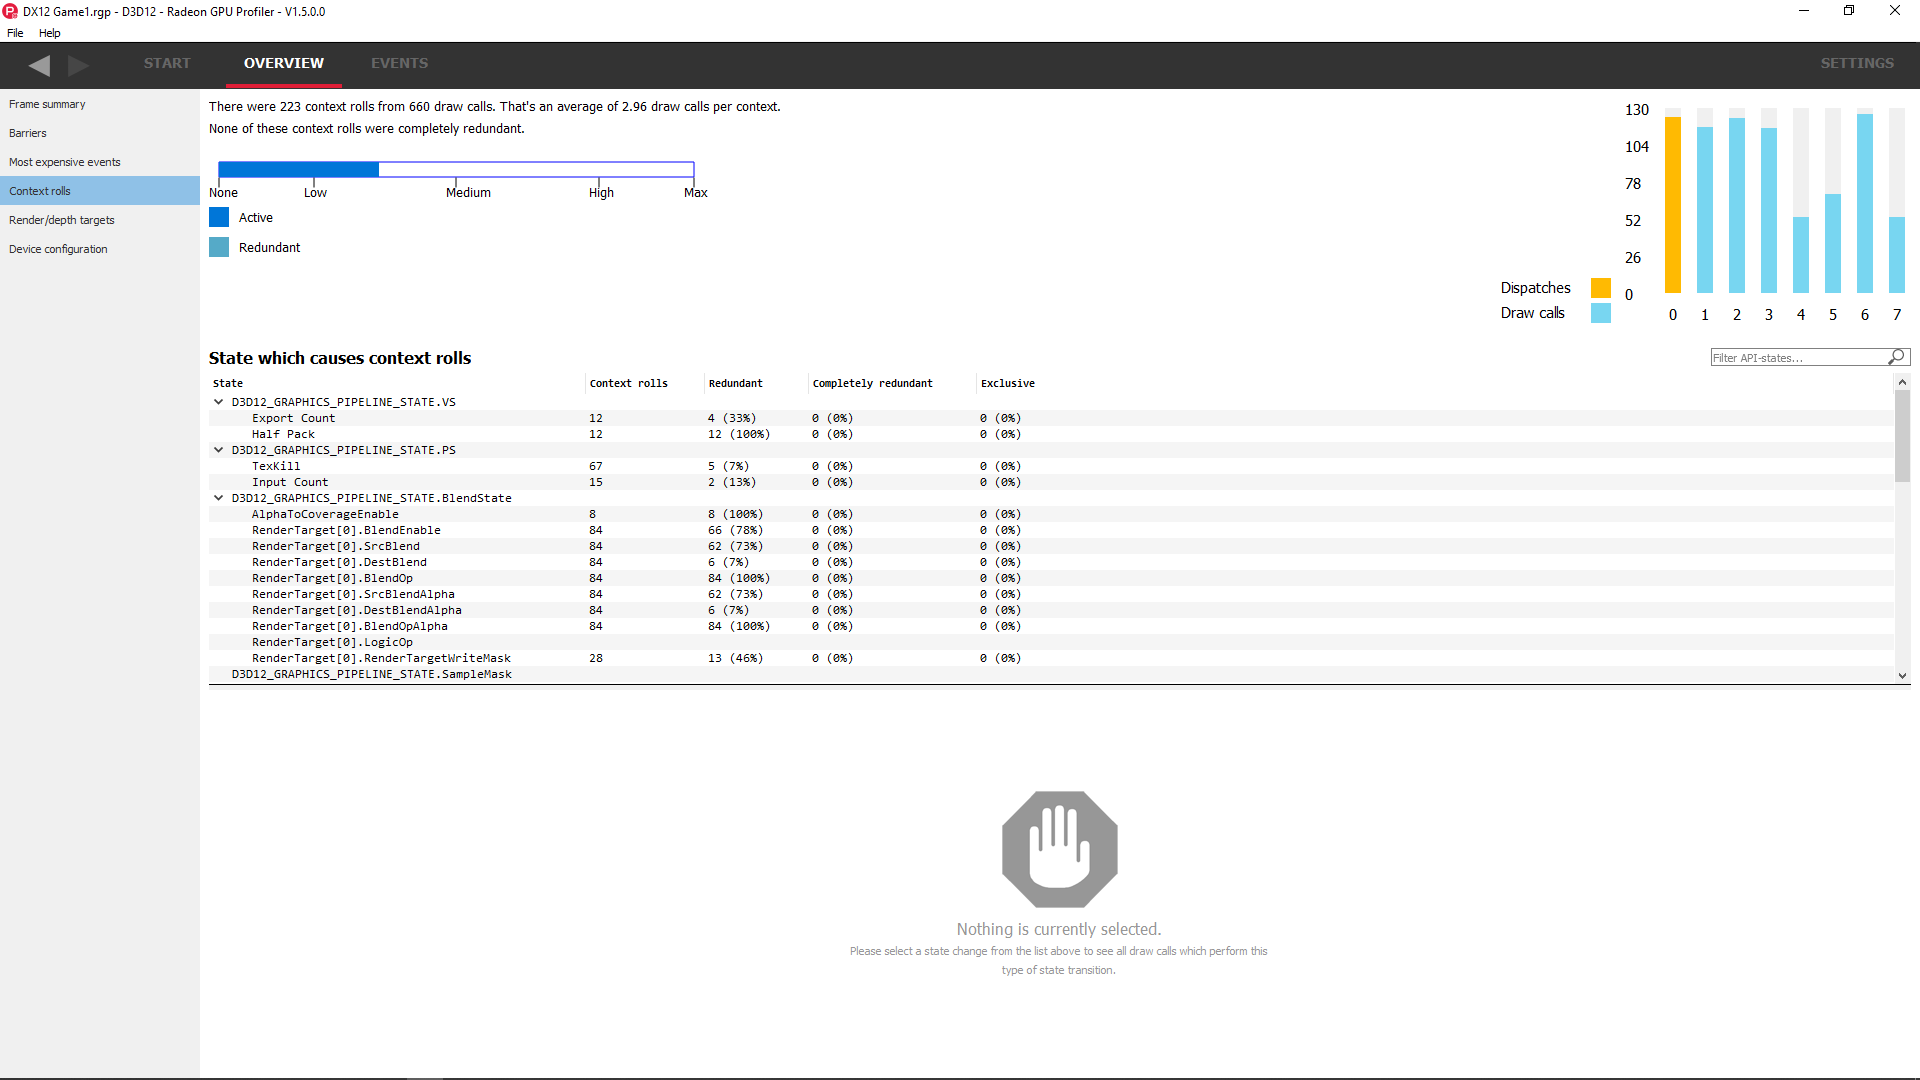 DX12 Game1.rgp - D3D12 - Radeon GPU Profiler - V1.5.0.0
File Help
START OVERVIEW EVENTS SETTINGS
Frame summary
Barriers
Most expensive events
Context rolls
Render/depth targets
Device configuration
There were 223 context rolls from 660 draw calls. That's an average of 2.96 draw calls per context.
None of these context rolls were completely redundant.
None Low Medium High Max
Active
Redundant
130
104
78
52
26
0
Dispatches
Draw calls
0 1 2 3 4 5 6 7
State which causes context rolls
Filter API-states...
State Context rolls Redundant Completely redundant Exclusive
D3D12_GRAPHICS_PIPELINE_STATE.VS
Export Count 12 4 (33%) 0 (0%) 0 (0%)
Half Pack 12 12 (100%) 0 (0%) 0 (0%)
D3D12_GRAPHICS_PIPELINE_STATE.PS
TexKill 67 5 (7%) 0 (0%) 0 (0%)
Input Count 15 2 (13%) 0 (0%) 0 (0%)
D3D12_GRAPHICS_PIPELINE_STATE.BlendState
AlphaToCoverageEnable 8 8 (100%) 0 (0%) 0 (0%)
RenderTarget[0].BlendEnable 84 66 (78%) 0 (0%) 0 (0%)
RenderTarget[0].SrcBlend 84 62 (73%) 0 (0%) 0 (0%)
RenderTarget[0].DestBlend 84 6 (7%) 0 (0%) 0 (0%)
RenderTarget[0].BlendOp 84 84 (100%) 0 (0%) 0 (0%)
RenderTarget[0].SrcBlendAlpha 84 62 (73%) 0 (0%) 0 (0%)
RenderTarget[0].DestBlendAlpha 84 6 (7%) 0 (0%) 0 (0%)
RenderTarget[0].BlendOpAlpha 84 84 (100%) 0 (0%) 0 (0%)
RenderTarget[0].LogicOp
RenderTarget[0].RenderTargetWriteMask 28 13 (46%) 0 (0%) 0 (0%)
D3D12_GRAPHICS_PIPELINE_STATE.SampleMask
Nothing is currently selected.
Please select a state change from the list above to see all draw calls which perform this
type of state transition.